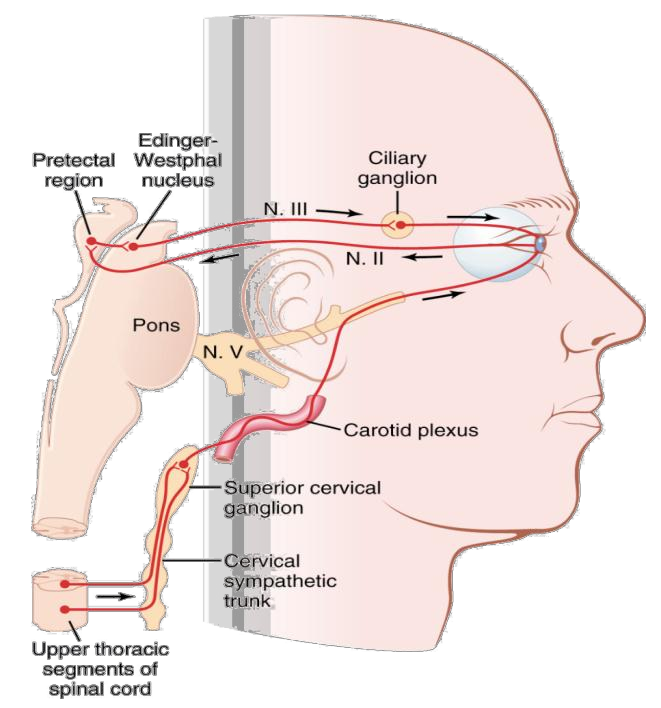 Edinger-
Westphal
nucleus
Pretectal
region
Ciliary
ganglion
N. III
N. II
Pons
N. V
Carotid plexus
Superior cervical
ganglion
Cervical
sympathetic
trunk
Upper thoracic
segments of
spinal cord